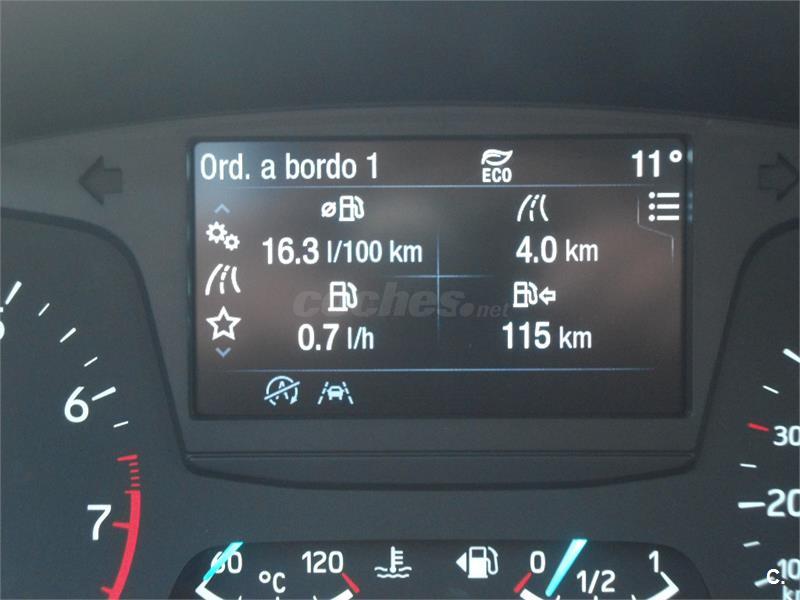 Ord. a bordo 1
ECO
11°
16.3 l/100 km
4.0 km
coches.net
0.7 l/h
115 km
6
7
30
20
10
60
120
°C
0
1/2
1
C.